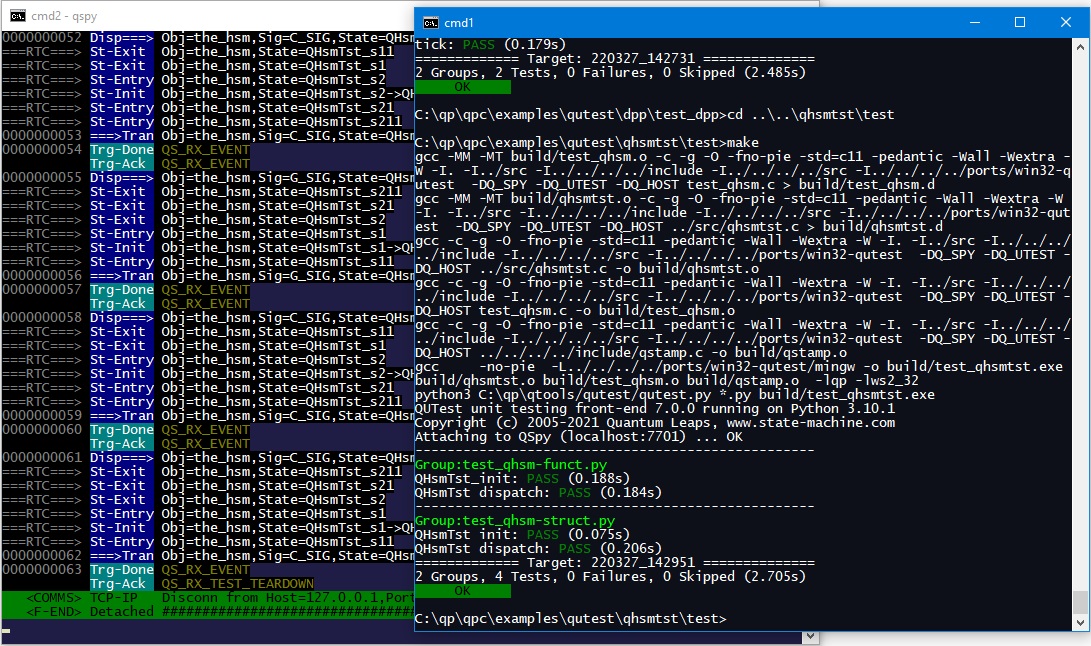 cmd2 - qspy
0000000052 Disp===> Obj=the_hsm,Sig=C_SIG,State=QHsm
===RTC===> St-Exit  Obj=the_hsm,State=QHsmTst_s11
===RTC===> St-Exit  Obj=the_hsm,State=QHsmTst_s1
===RTC===> St-Entry Obj=the_hsm,State=QHsmTst_s2
===RTC===> St-Init  Obj=the_hsm,State=QHsmTst_s2->QH
===RTC===> St-Entry Obj=the_hsm,State=QHsmTst_s21
===RTC===> St-Entry Obj=the_hsm,State=QHsmTst_s211
0000000053 ===>Tran Obj=the_hsm,Sig=C_SIG,State=QHsm
0000000054 Trg-Done QS_RX_EVENT
Trg-Ack  QS_RX_EVENT
0000000055 Disp===> Obj=the_hsm,Sig=G_SIG,State=QHsm
===RTC===> St-Exit  Obj=the_hsm,State=QHsmTst_s211
===RTC===> St-Exit  Obj=the_hsm,State=QHsmTst_s21
===RTC===> St-Exit  Obj=the_hsm,State=QHsmTst_s2
===RTC===> St-Entry Obj=the_hsm,State=QHsmTst_s1
===RTC===> St-Init  Obj=the_hsm,State=QHsmTst_s1->QH
===RTC===> St-Entry Obj=the_hsm,State=QHsmTst_s11
0000000056 ===>Tran Obj=the_hsm,Sig=G_SIG,State=QHsm
0000000057 Trg-Done QS_RX_EVENT
Trg-Ack  QS_RX_EVENT
0000000058 Disp===> Obj=the_hsm,Sig=C_SIG,State=QHsm
===RTC===> St-Exit  Obj=the_hsm,State=QHsmTst_s11
===RTC===> St-Exit  Obj=the_hsm,State=QHsmTst_s1
===RTC===> St-Entry Obj=the_hsm,State=QHsmTst_s2
===RTC===> St-Init  Obj=the_hsm,State=QHsmTst_s2->QH
===RTC===> St-Entry Obj=the_hsm,State=QHsmTst_s21
===RTC===> St-Entry Obj=the_hsm,State=QHsmTst_s211
0000000059 ===>Tran Obj=the_hsm,Sig=C_SIG,State=QHsm
0000000060 Trg-Done QS_RX_EVENT
Trg-Ack  QS_RX_EVENT
0000000061 Disp===> Obj=the_hsm,Sig=C_SIG,State=QHsm
===RTC===> St-Exit  Obj=the_hsm,State=QHsmTst_s211
===RTC===> St-Exit  Obj=the_hsm,State=QHsmTst_s21
===RTC===> St-Exit  Obj=the_hsm,State=QHsmTst_s2
===RTC===> St-Entry Obj=the_hsm,State=QHsmTst_s1
===RTC===> St-Init  Obj=the_hsm,State=QHsmTst_s1->QH
===RTC===> St-Entry Obj=the_hsm,State=QHsmTst_s11
0000000062 ===>Tran Obj=the_hsm,Sig=C_SIG,State=QHsm
0000000063 Trg-Done QS_RX_EVENT
Trg-Ack  QS_RX_TEST_TEARDOWN
<COMMS> TCP-IP   Disconn from Host=127.0.0.1,Port
<F-END> Detached ################################
cmd1
tick: PASS (0.179s)
============= Target: 220327_142731 ==============
2 Groups, 2 Tests, 0 Failures, 0 Skipped (2.485s)
OK
C:\qp\qpc\examples\qutest\dpp\test_dpp>cd ..\..\qhsmtst\test
C:\qp\qpc\examples\qutest\qhsmtst\test>make
gcc -MM -MT build/test_qhsm.o -c -g -O -fno-pie -std=c11 -pedantic -Wall -Wextra -
W -I. -I../src -I../../../../include -I../../../../src -I../../../../ports/win32-q
utest  -DQ_SPY -DQ_UTEST -DQ_HOST test_qhsm.c > build/test_qhsm.d
gcc -MM -MT build/qhsmtst.o -c -g -O -fno-pie -std=c11 -pedantic -Wall -Wextra -W
-I. -I../src -I../../../../include -I../../../../src -I../../../../ports/win32-qut
est  -DQ_SPY -DQ_UTEST -DQ_HOST ../src/qhsmtst.c > build/qhsmtst.d
gcc -c -g -O -fno-pie -std=c11 -pedantic -Wall -Wextra -W -I. -I../src -I../../../
../include -I../../../../src -I../../../../ports/win32-qutest  -DQ_SPY -DQ_UTEST -
DQ_HOST ../src/qhsmtst.c -o build/qhsmtst.o
gcc -c -g -O -fno-pie -std=c11 -pedantic -Wall -Wextra -W -I. -I../src -I../../../
../include -I../../../../src -I../../../../ports/win32-qutest  -DQ_SPY -DQ_UTEST -
DQ_HOST test_qhsm.c -o build/test_qhsm.o
gcc -c -g -O -fno-pie -std=c11 -pedantic -Wall -Wextra -W -I. -I../src -I../../../
../include -I../../../../src -I../../../../ports/win32-qutest  -DQ_SPY -DQ_UTEST -
DQ_HOST ../../../../include/qstamp.c -o build/qstamp.o
gcc     -no-pie  -L../../../../ports/win32-qutest/mingw -o build/test_qhsmtst.exe
build/qhsmtst.o build/test_qhsm.o build/qstamp.o  -lqp -lws2_32
python3 C:\qp\qtools/qutest/qutest.py *.py build/test_qhsmtst.exe
QUTest unit testing front-end 7.0.0 running on Python 3.10.1
Copyright (c) 2005-2021 Quantum Leaps, www.state-machine.com
Attaching to QSpy (localhost:7701) ... OK
--------------------------------------------------
Group:test_qhsm-funct.py
QHsmTst_init: PASS (0.188s)
QHsmTst dispatch: PASS (0.184s)
--------------------------------------------------
Group:test_qhsm-struct.py
QHsmTst init: PASS (0.075s)
QHsmTst dispatch: PASS (0.206s)
============= Target: 220327_142951 ==============
2 Groups, 4 Tests, 0 Failures, 0 Skipped (2.705s)
OK
C:\qp\qpc\examples\qutest\qhsmtst\test>